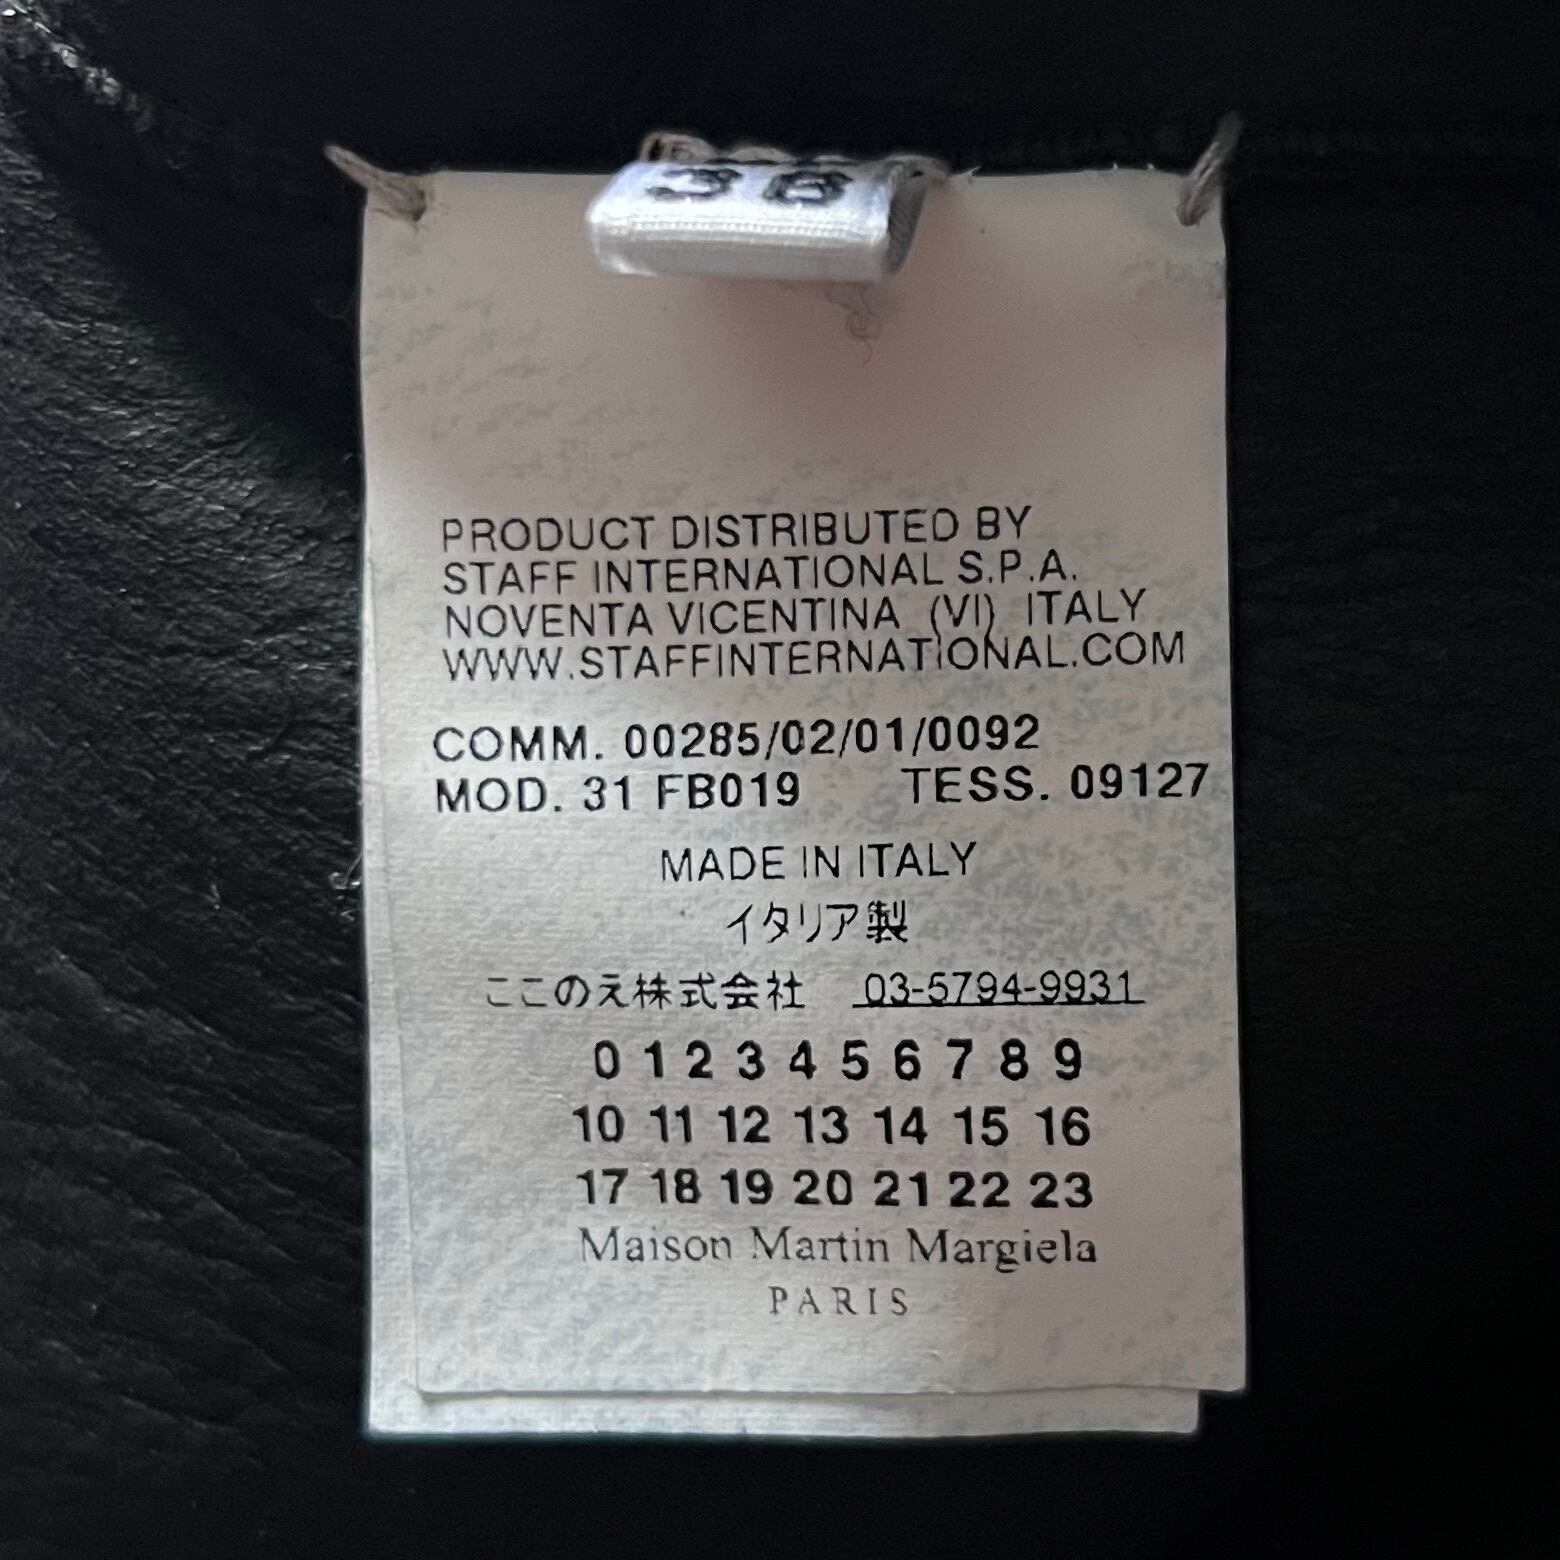 38
PRODUCT DISTRIBUTED BY
STAFF INTERNATIONAL S.P.A.
NOVENTA VICENTINA (VI) ITALY
WWW.STAFFINTERNATIONAL.COM
COMM. 00285/02/01/0092
MOD. 31 FB019 TESS. 09127
MADE IN ITALY
イタリア製
ここのえ株式会社 03-5794-9931
0 1 2 3 4 5 6 7 8 9
10 11 12 13 14 15 16
17 18 19 20 21 22 23
Maison Martin Margiela
PARIS